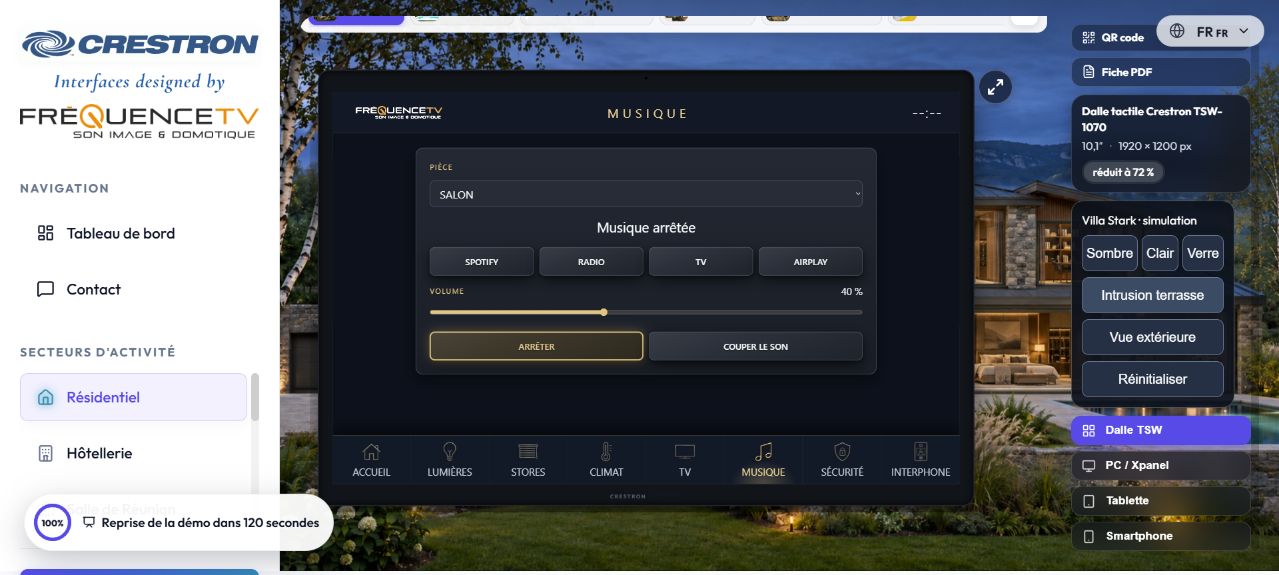 CRESTRON
Interfaces designed by
FRÉQUENCETV
SON IMAGE & DOMOTIQUE
NAVIGATION
Tableau de bord
Contact
SECTEURS D'ACTIVITÉ
Résidentiel
Hôtellerie
Salle de Réunion
100%
Reprise de la démo dans 120 secondes
FRÉQUENCETV
SON IMAGE & DOMOTIQUE
MUSIQUE
--:--
PIÈCE
SALON
Musique arrêtée
SPOTIFY
RADIO
TV
AIRPLAY
VOLUME
40 %
ARRÊTER
COUPER LE SON
ACCUEIL
LUMIÈRES
STORES
CLIMAT
TV
MUSIQUE
SÉCURITÉ
INTERPHONE
CRESTRON
QR code
FR FR
Fiche PDF
Dalle tactile Crestron TSW-
1070
10,1" · 1920 × 1200 px
réduit à 72 %
Villa Stark · simulation
Sombre
Clair
Verre
Intrusion terrasse
Vue extérieure
Réinitialiser
Dalle TSW
PC / Xpanel
Tablette
Smartphone